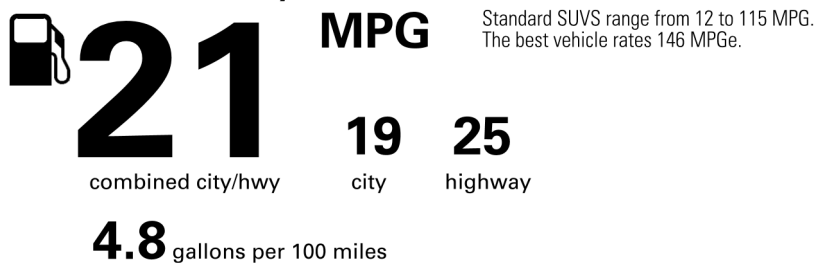 MPG
Standard SUVS range from 12 to 115 MPG.
The best vehicle rates 146 MPGe.
21
19 25
combined city/hwy city highway
4.8 gallons per 100 miles